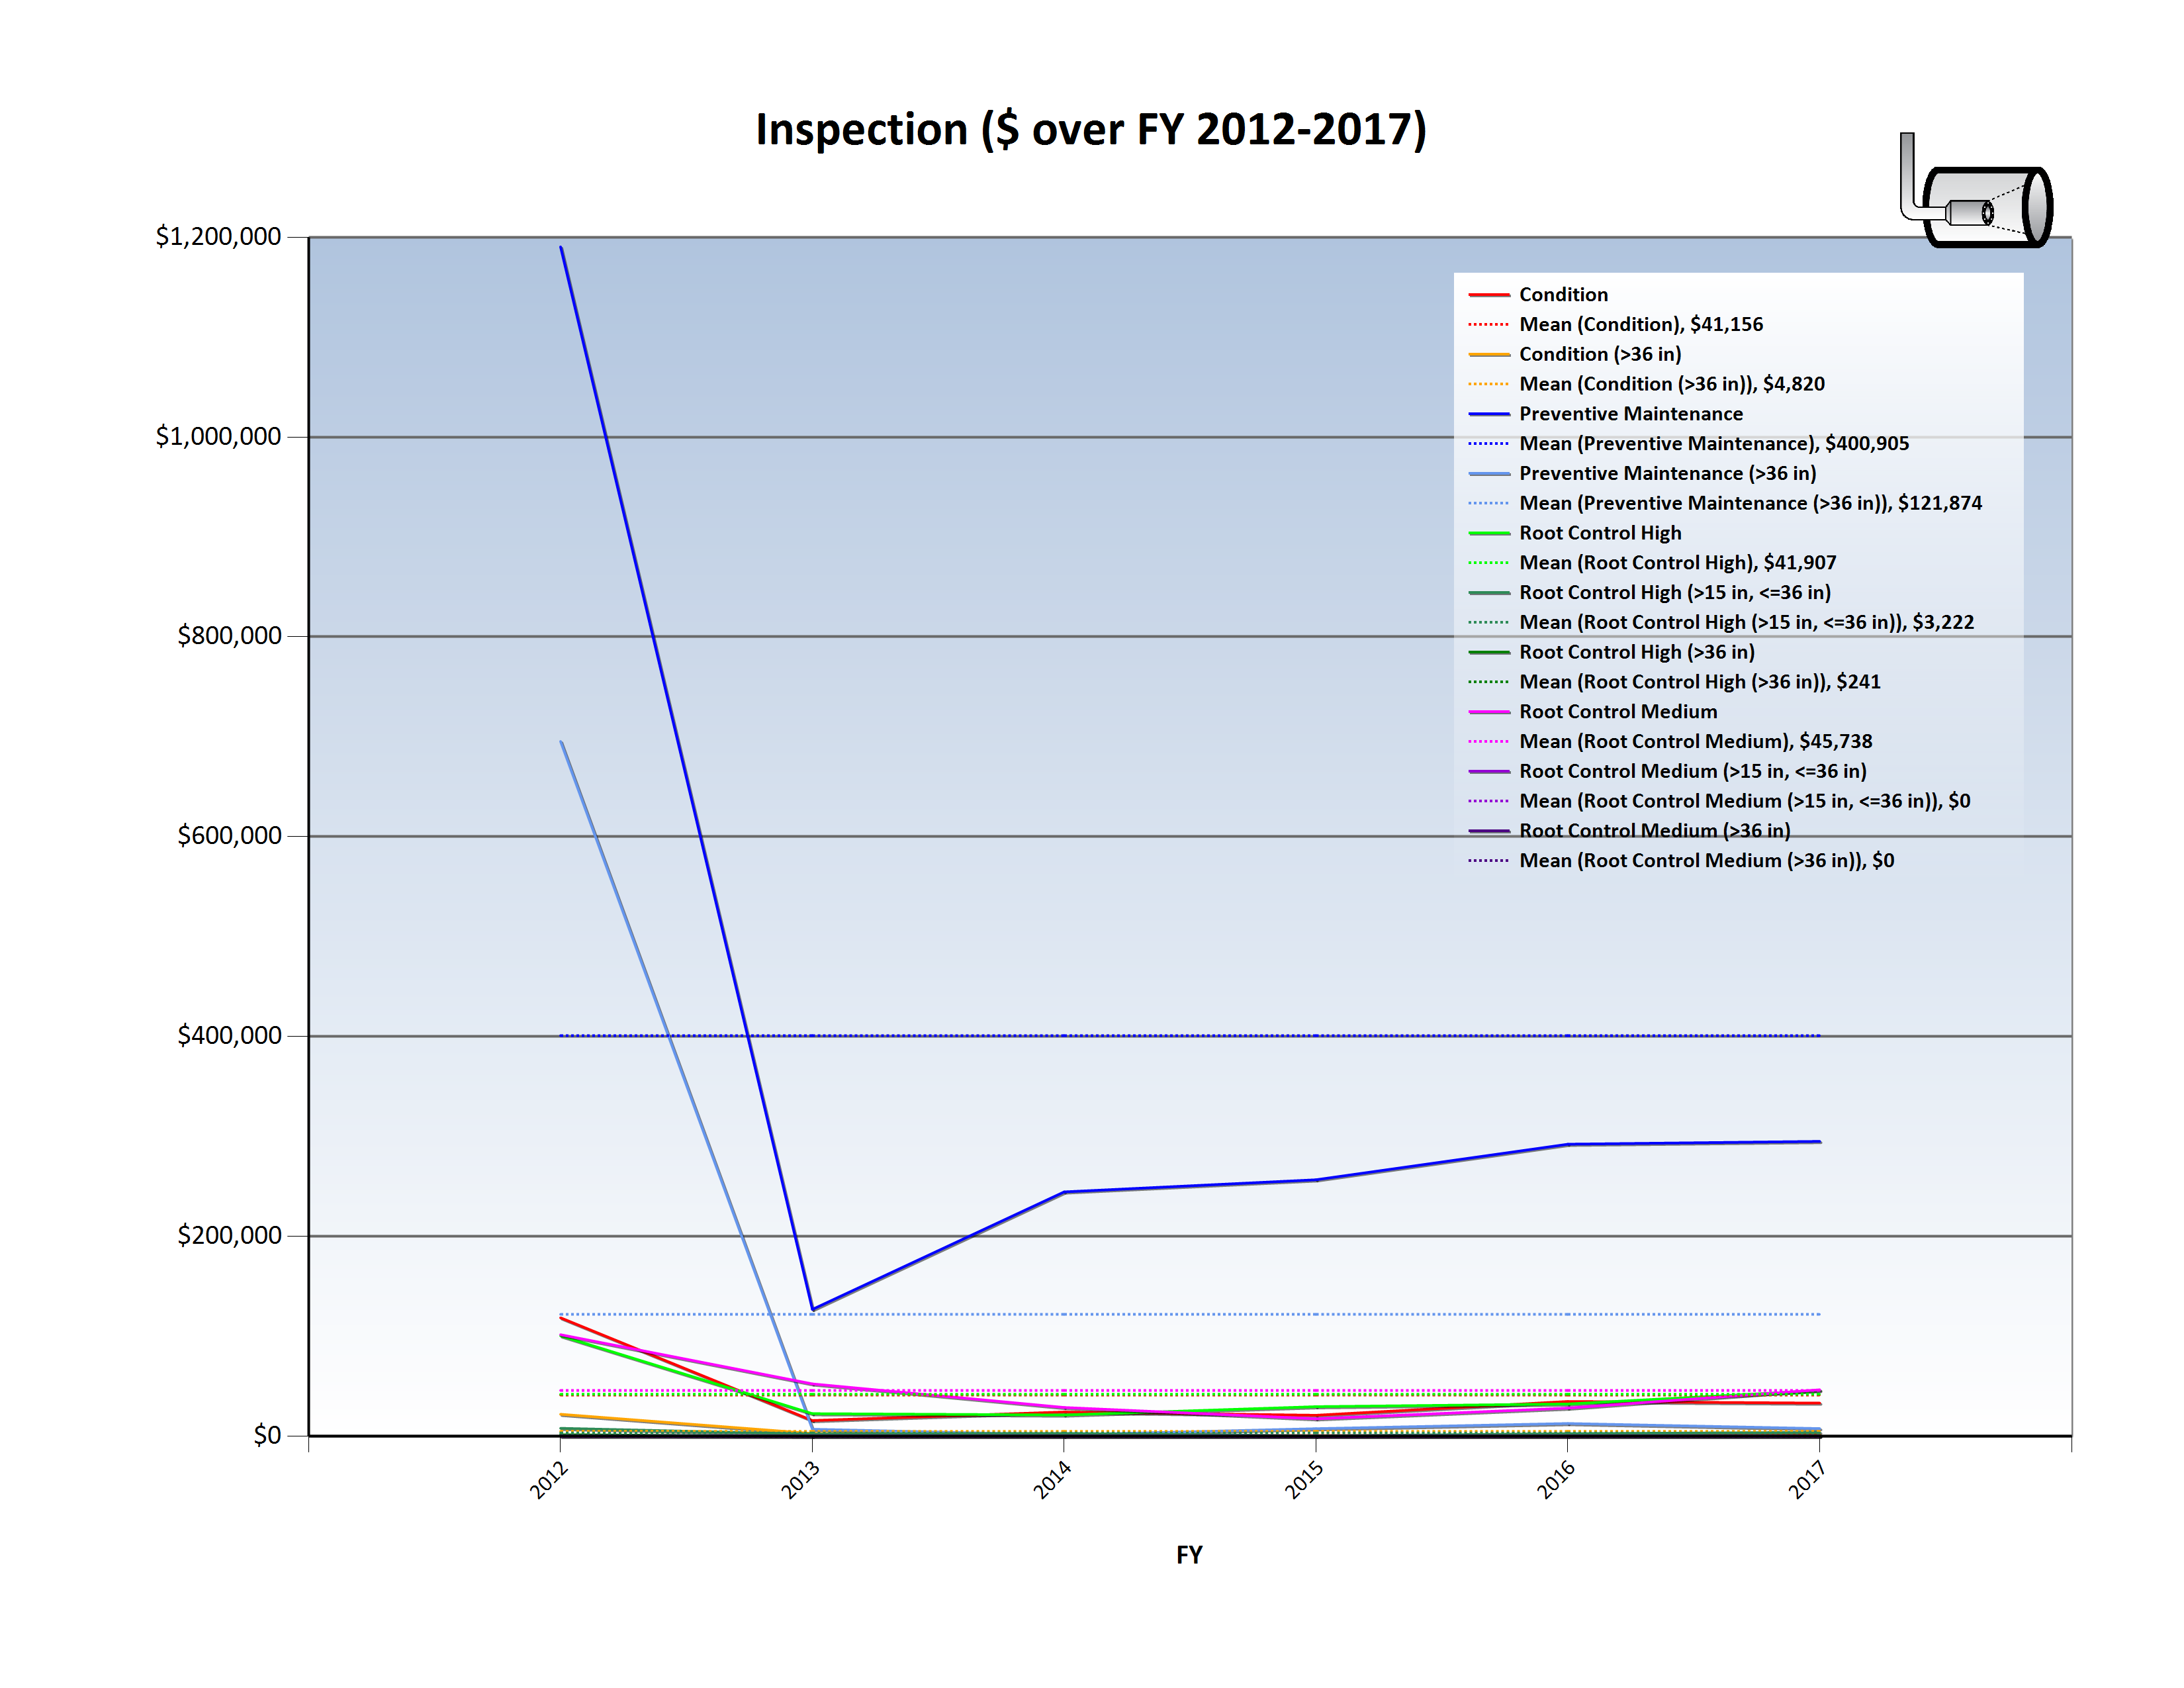 Inspection ($ over FY 2012-2017)
$1,200,000
$1,000,000
$800,000
$600,000
$400,000
$200,000
$0
Condition
Mean (Condition), $41,156
Condition (>36 in)
Mean (Condition (>36 in)), $4,820
Preventive Maintenance
Mean (Preventive Maintenance), $400,905
Preventive Maintenance (>36 in)
Mean (Preventive Maintenance (>36 in)), $121,874
Root Control High
Mean (Root Control High), $41,907
Root Control High (>15 in, <=36 in)
Mean (Root Control High (>15 in, <=36 in)), $3,222
Root Control High (>36 in)
Mean (Root Control High (>36 in)), $241
Root Control Medium
Mean (Root Control Medium), $45,738
Root Control Medium (>15 in, <=36 in)
Mean (Root Control Medium (>15 in, <=36 in)), $0
Root Control Medium (>36 in)
Mean (Root Control Medium (>36 in)), $0
2012
2013
2014
2015
2016
2017
FY